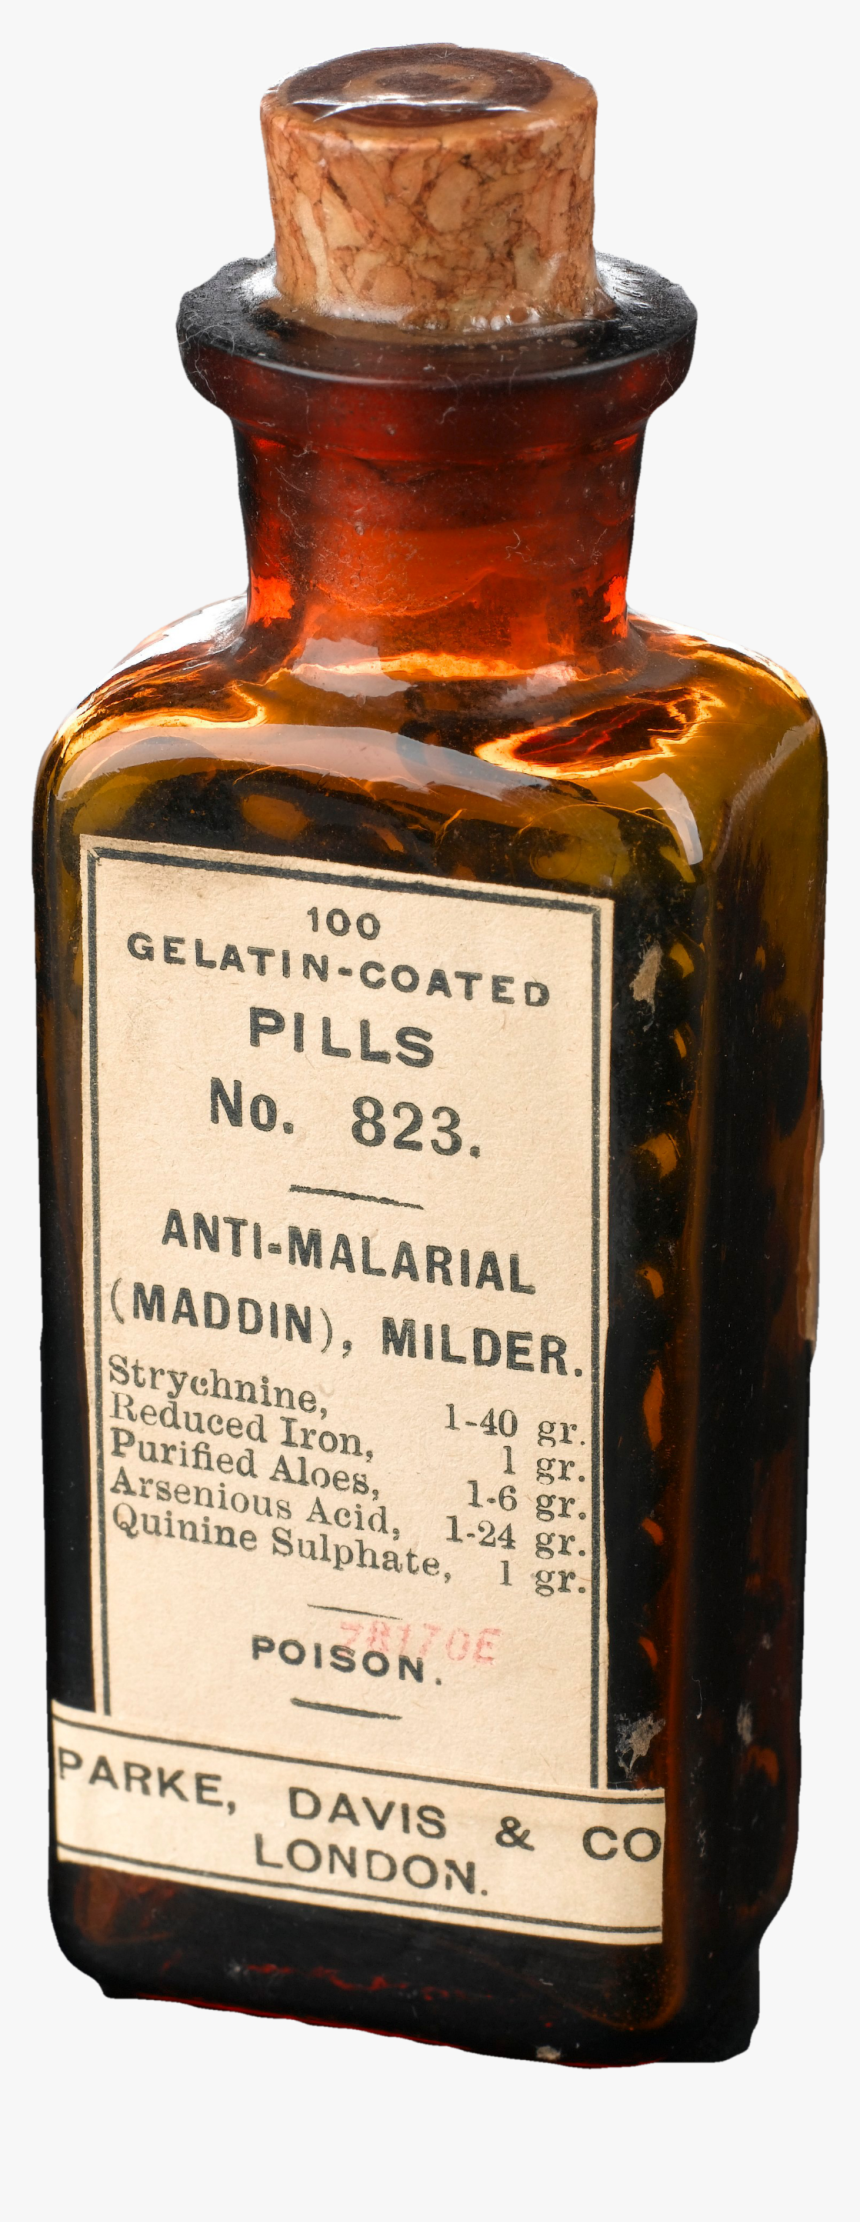 100
GELATIN-COATED
PILLS
No. 823.
ANTI-MALARIAL
(MADDIN), MILDER.
Strychnine, 1-40 gr.
Reduced Iron, 1 gr.
Purified Aloes, 1-6 gr.
Arsenious Acid, 1-24 gr.
Quinine Sulphate, 1 gr.
78170E
POISON.
PARKE, DAVIS & CO
LONDON.